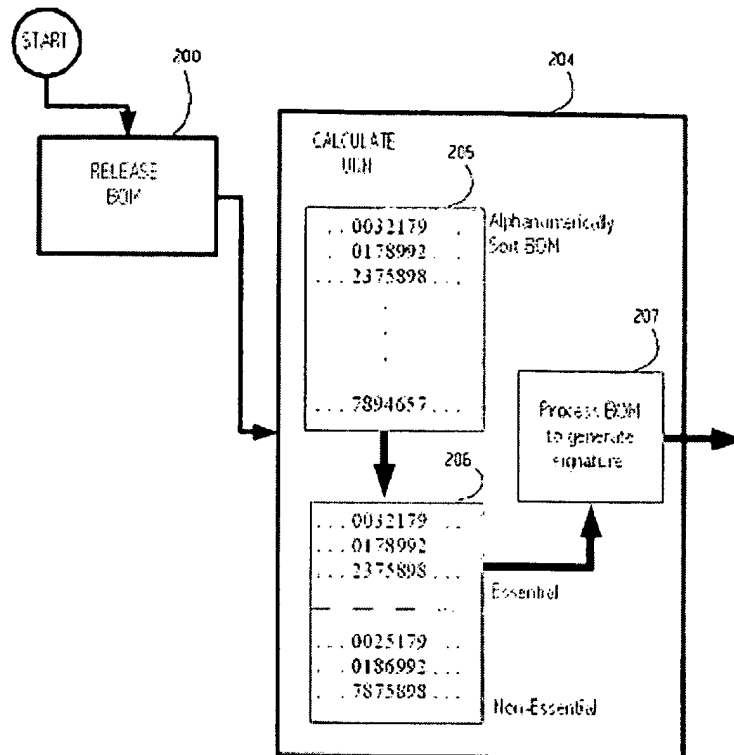 START
200
RELEASE
BOM
204
CALCULATE
205
...0032179 ..
. .0178992...
...2375898...
.
.
.
...7894657...
Alphanumerically
Sort BOM
207
Process BOM
to generate
signature
206
...0032179 ..
...0178992
...2375898...
Essential
...0025179 ..
...0186992...
...7875898...
Non-Essential